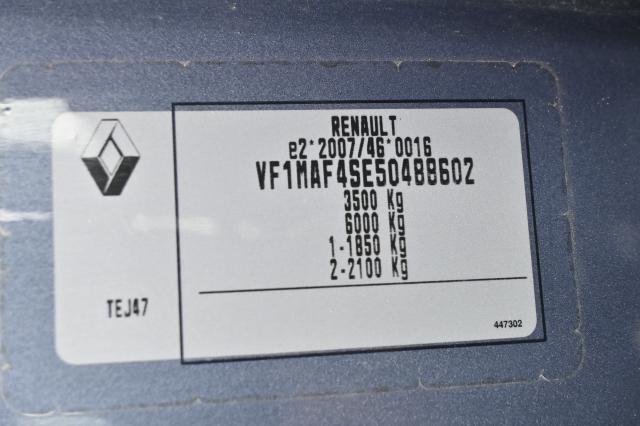 RENAULT
e2*2007/46*0016
VF1MAF4SE50488602
3500 Kg
6000 Kg
1-1850 Kg
2-2100 Kg
TEJ47
447302